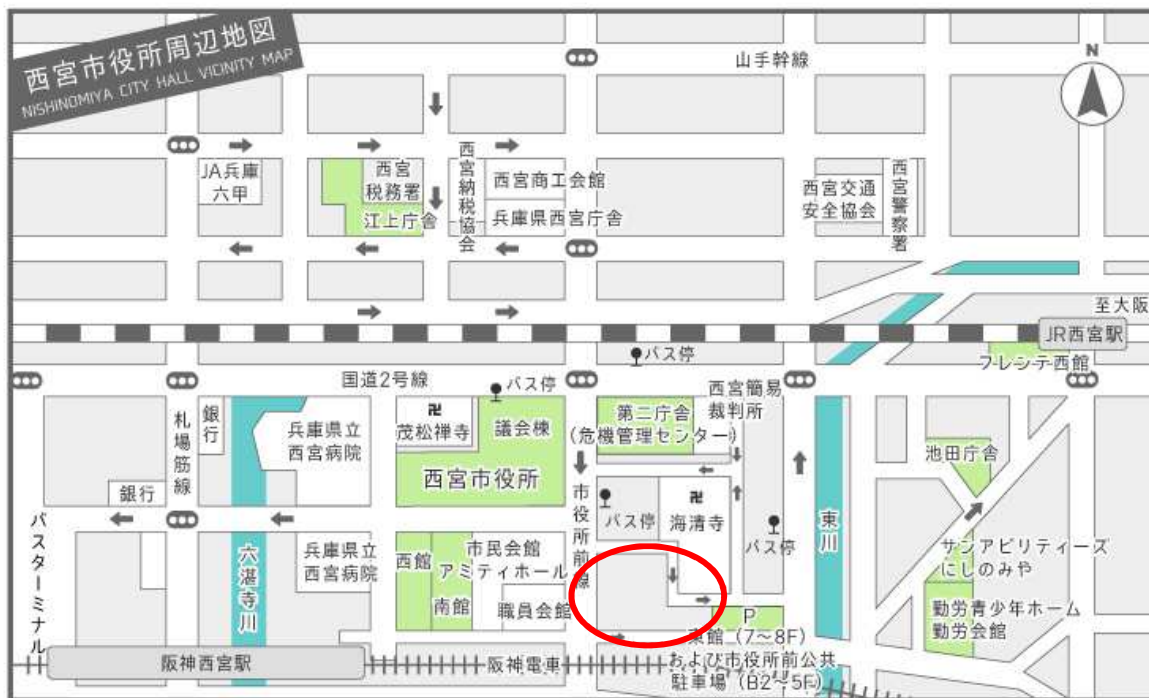 西宮市役所周辺地図
NISHINOMIYA CITY HALL VICINITY MAP
山手幹線
N
JA兵庫
六甲
西宮
税務署
江上庁舎
西宮納税協会
西宮商工会館
兵庫県西宮庁舎
西宮交通
安全協会
西宮警察署
至大阪
JR西宮駅
フレンテ西館
バス停
国道2号線
バス停
西宮簡易
裁判所
札場筋線
銀行
兵庫県立
西宮病院
卍
茂松禅寺
議会棟
第二庁舎
(危機管理センター)
池田庁舎
西宮市役所
銀行
市役所前線
卍
バス停
海清寺
バス停
東川
バスターミナル
六湛寺川
兵庫県立
西宮病院
西館
市民会館
アミティホール
南館
職員会館
サンアビリティーズ
にしのみや
勤労青少年ホーム
勤労会館
P
東館 (7〜8F)
および市役所前公共
駐車場 (B2〜5F)
阪神西宮駅
阪神電車